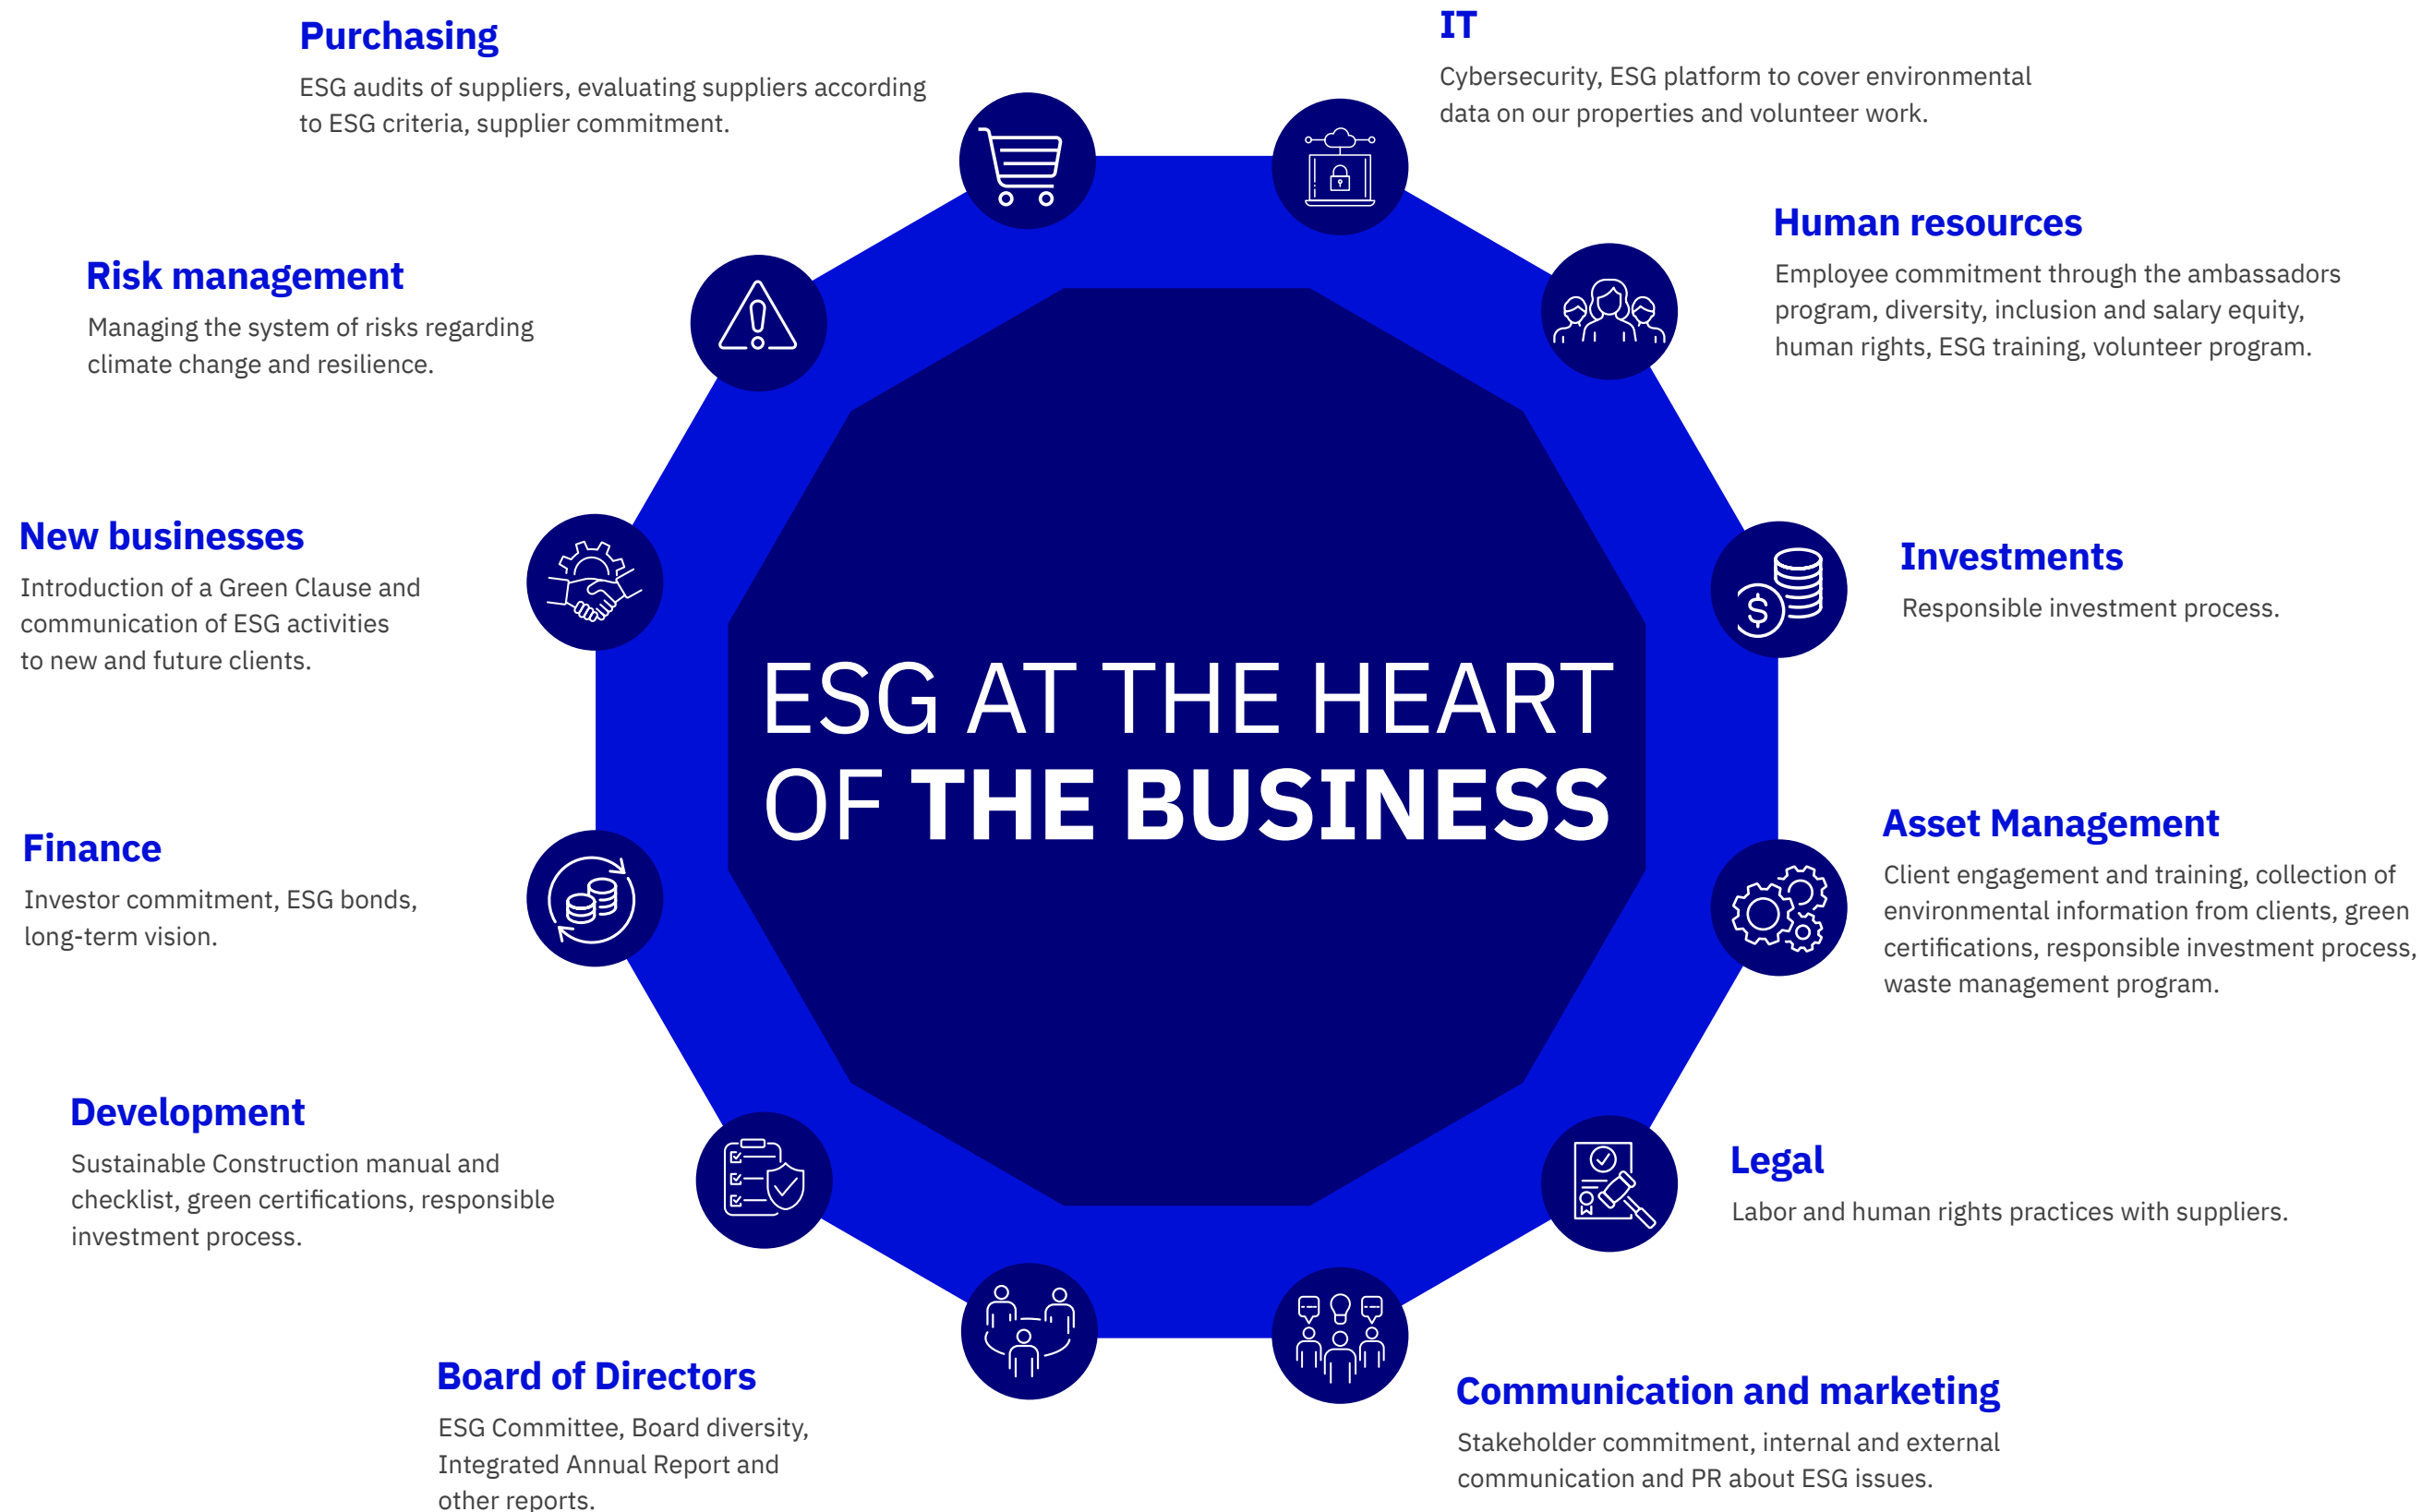 Purchasing
ESG audits of suppliers, evaluating suppliers according
to ESG criteria, supplier commitment.
IT
Cybersecurity, ESG platform to cover environmental
data on our properties and volunteer work.
Human resources
Employee commitment through the ambassadors
program, diversity, inclusion and salary equity,
human rights, ESG training, volunteer program.
Risk management
Managing the system of risks regarding
climate change and resilience.
New businesses
Introduction of a Green Clause and
communication of ESG activities
to new and future clients.
Investments
Responsible investment process.
$
ESG AT THE HEART
OF THE BUSINESS
Finance
Investor commitment, ESG bonds,
long-term vision.
Asset Management
Client engagement and training, collection of
environmental information from clients, green
certifications, responsible investment process,
waste management program.
Development
Sustainable Construction manual and
checklist, green certifications, responsible
investment process.
Legal
Labor and human rights practices with suppliers.
Board of Directors
ESG Committee, Board diversity,
Integrated Annual Report and
other reports.
Communication and marketing
Stakeholder commitment, internal and external
communication and PR about ESG issues.